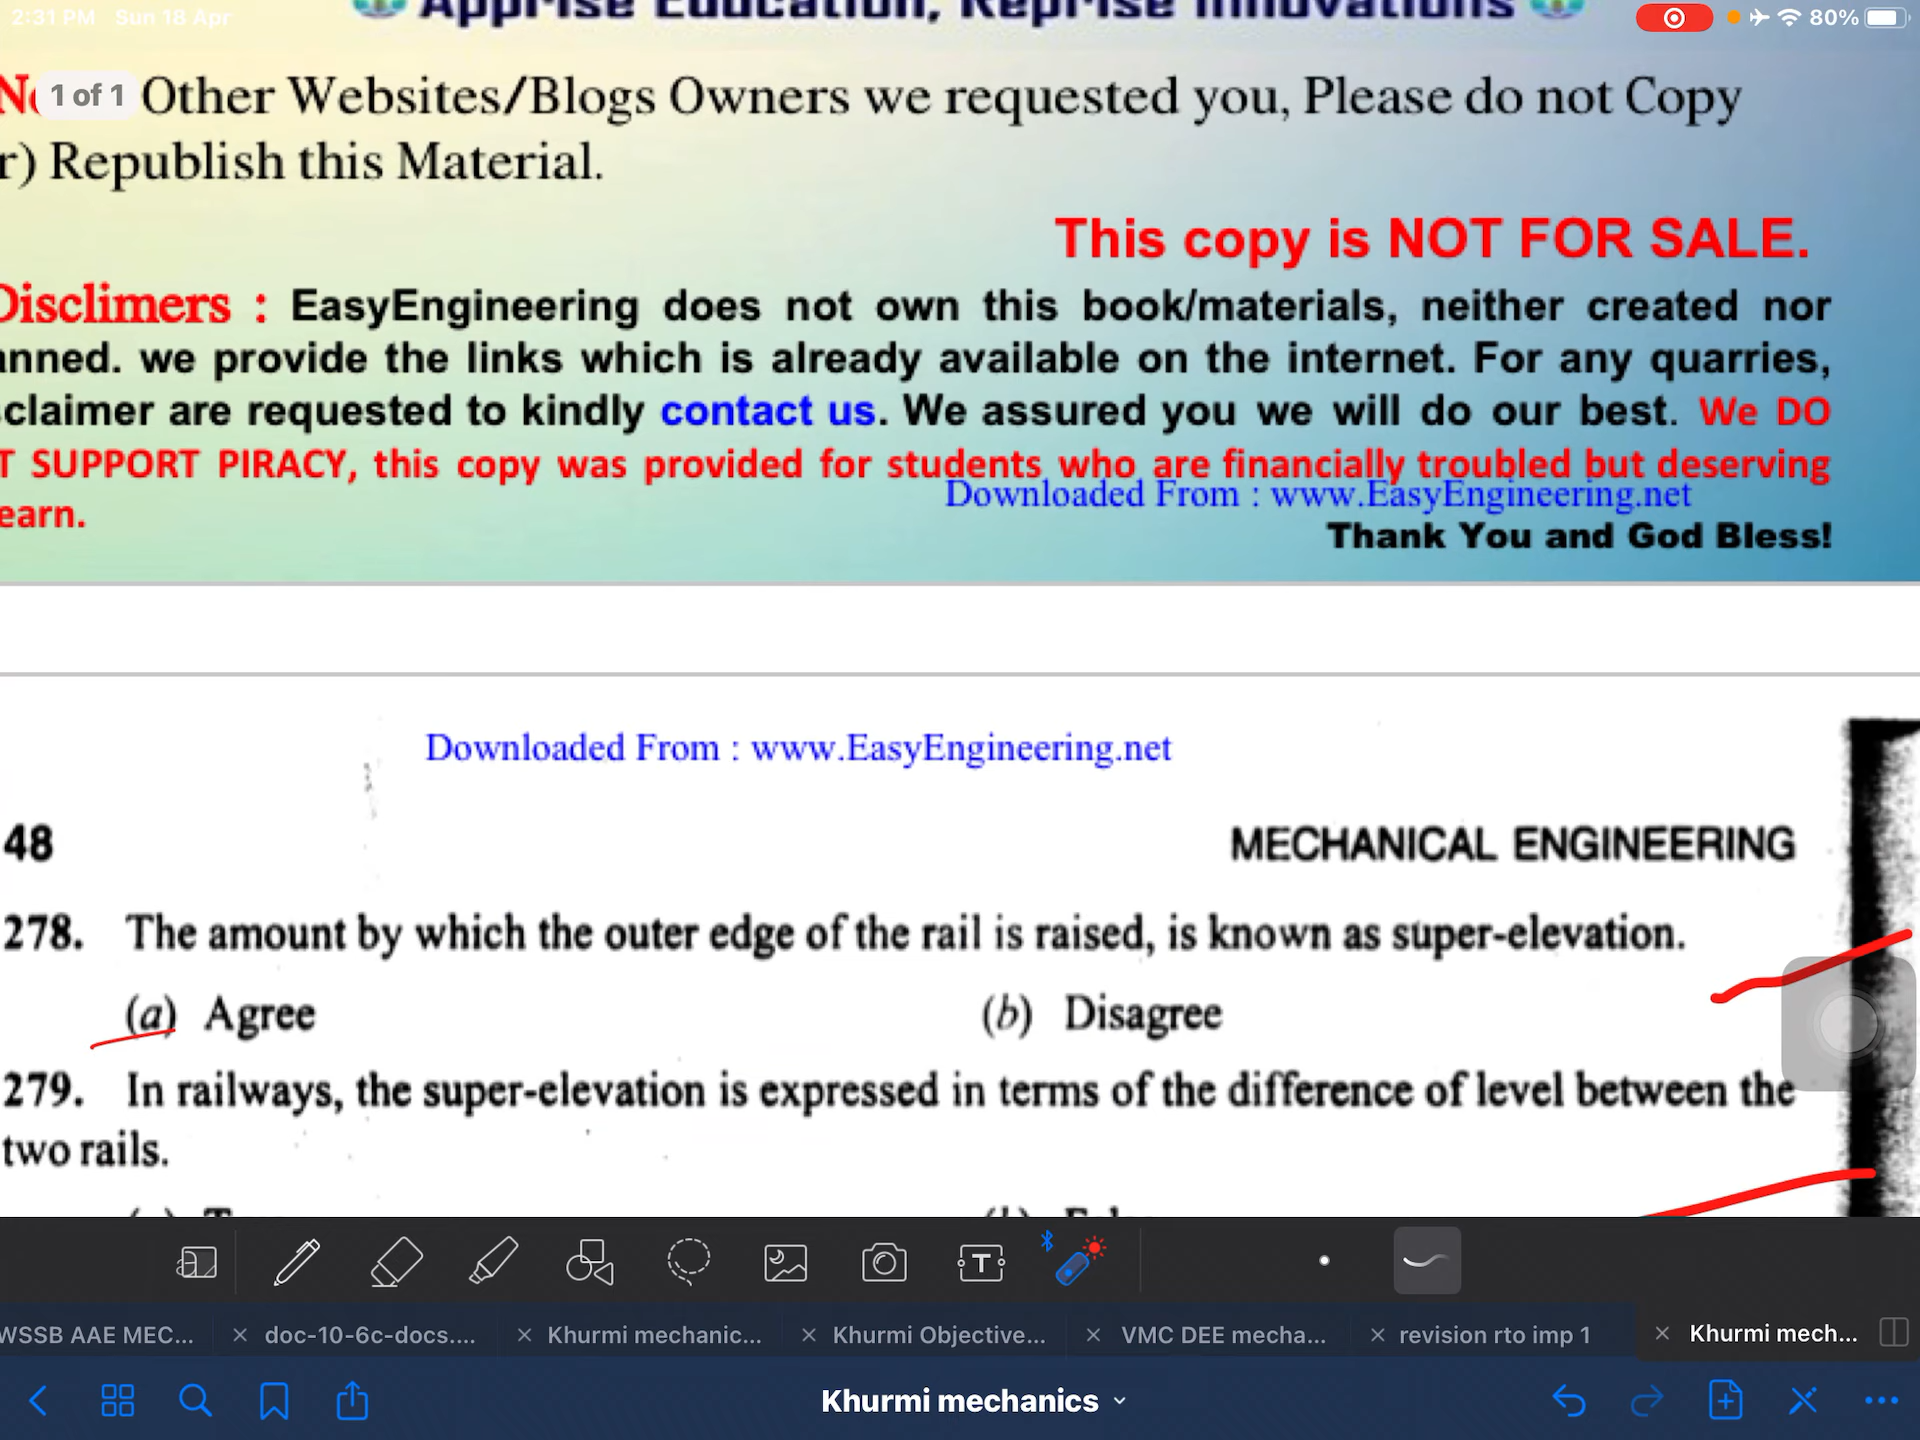 2:31 PM Sun 18 Apr
80%
Apprise Education, Reprise Innovations
1 of 1
Other Websites/Blogs Owners we requested you, Please do not Copy
r) Republish this Material.
This copy is NOT FOR SALE.
Disclimers : EasyEngineering does not own this book/materials, neither created nor
anned. we provide the links which is already available on the internet. For any quarries,
sclaimer are requested to kindly contact us. We assured you we will do our best. We DO
T SUPPORT PIRACY, this copy was provided for students who are financially troubled but deserving
earn.
Downloaded From : www.EasyEngineering.net
Thank You and God Bless!
Downloaded From : www.EasyEngineering.net
48
MECHANICAL ENGINEERING
278. The amount by which the outer edge of the rail is raised, is known as super-elevation.
(a) Agree (b) Disagree
279. In railways, the super-elevation is expressed in terms of the difference of level between the
two rails.
WSSB AAE MEC... doc-10-6c-docs.... Khurmi mechanic... Khurmi Objective... VMC DEE mecha... revision rto imp 1 Khurmi mech...
Khurmi mechanics